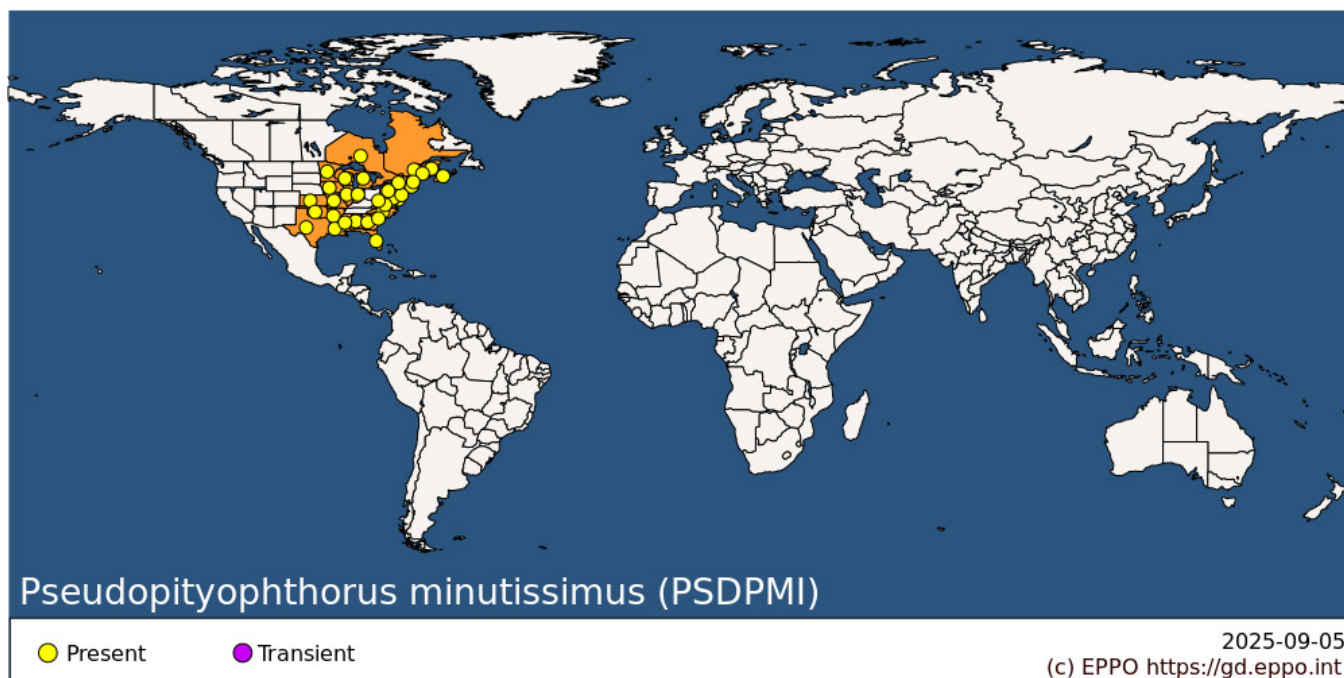 Pseudopityophthorus minutissimus (PSDPMI)
Present
Transient
2025-09-05
(c) EPPO https://gd.eppo.int